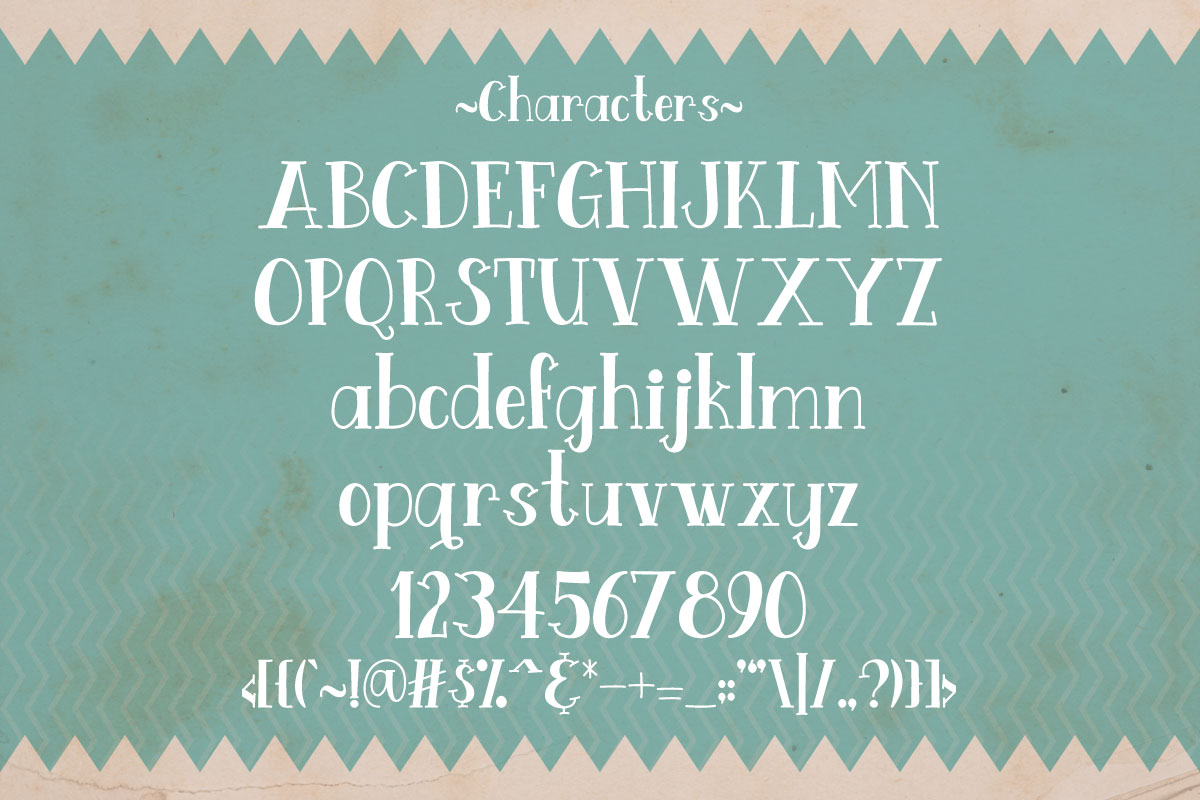 ~Characters~
ABCDEFGHIJKLMN
OPQRSTUVWXYZ
abcdefghijklmn
opqrstuvwxyz
1234567890
<[{(`~!@#$%^&*-+=_:;'"\|/.,?)}]>